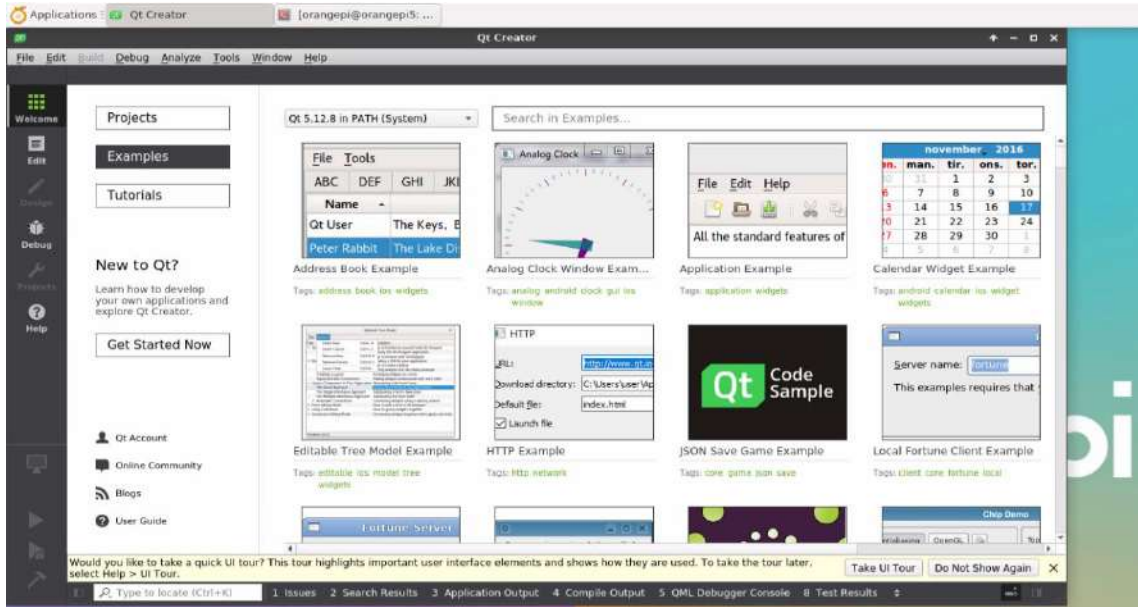 Applications
Qt Creator
[orangepi@orangepi5: ...
Qt Creator
File Edit Build Debug Analyze Tools Window Help
Welcome
Edit
Design
Debug
Projects
Help
Projects
Examples
Tutorials
New to Qt?
Learn how to develop
your own applications and
explore Qt Creator.
Get Started Now
Qt Account
Online Community
Blogs
User Guide
Qt 5.12.8 in PATH (System)
Search in Examples...
File Tools
ABC DEF GHI JKL
Name
Qt User The Keys, B
Peter Rabbit The Lake Di
Address Book Example
Tags: address book ios widgets
Analog Clock
Analog Clock Window Exam...
Tags: analog android clock gui ios
window
File Edit Help
All the standard features of
Application Example
Tags: application widgets
november 2016
man. tir. ons. tor.
31 1 2 3
7 8 9 10
14 15 16 17
21 22 23 24
28 29 30 1
5 6 7 8
Calendar Widget Example
Tags: android calendar ios widget
widgets
Editable Tree Model Example
Tags: editable ios model tree
widgets
HTTP
URL:
Download directory: C:\Users\user\Ap
Default file: index.html
Launch file
HTTP Example
Tags: http network
Qt Code
Sample
JSON Save Game Example
Tags: core game json save
Server name: fortune
This examples requires that
Local Fortune Client Example
Tags: client core fortune local
Fortune Server
Chip Demo
OpenGL
pi
Would you like to take a quick UI tour? This tour highlights important user interface elements and shows how they are used. To take the tour later,
select Help > UI Tour.
Take UI Tour
Do Not Show Again
Type to locate (Ctrl+K)
1 Issues 2 Search Results 3 Application Output 4 Compile Output 5 QML Debugger Console 8 Test Results